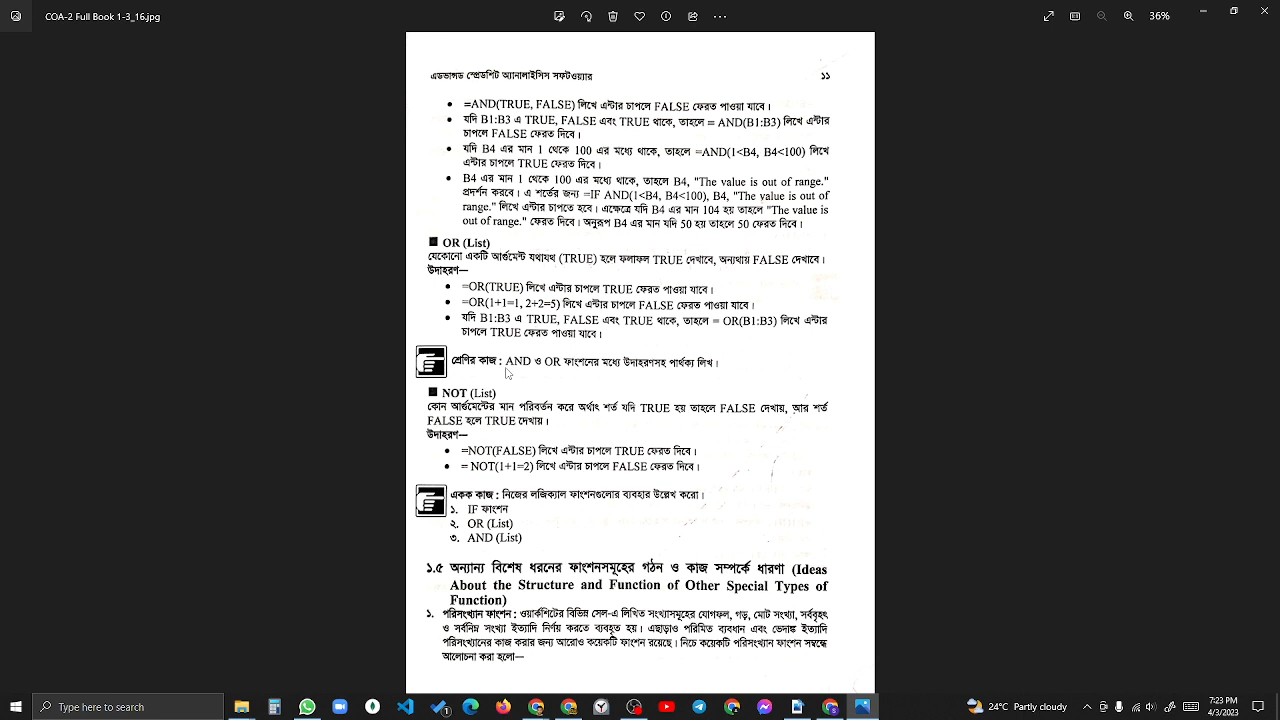 COA-2 Full Book 1-3_16.jpg
36%
এডভান্সড স্প্রেডশিট অ্যানালাইসিস সফটওয়্যার
১১
• =AND(TRUE, FALSE) লিখে এন্টার চাপলে FALSE ফেরত পাওয়া যাবে।
• যদি B1:B3 এ TRUE, FALSE এবং TRUE থাকে, তাহলে = AND(B1:B3) লিখে এন্টার
চাপলে FALSE ফেরত দিবে।
• যদি B4 এর মান 1 থেকে 100 এর মধ্যে থাকে, তাহলে =AND(1<B4, B4<100) লিখে
এন্টার চাপলে TRUE ফেরত দিবে।
• B4 এর মান 1 থেকে 100 এর মধ্যে থাকে, তাহলে B4, "The value is out of range."
প্রদর্শন করবে। এ শর্তের জন্য =IF AND(1<B4, B4<100), B4, "The value is out of
range." লিখে এন্টার চাপতে হবে। এক্ষেত্রে যদি B4 এর মান 104 হয় তাহলে "The value is
out of range." ফেরত দিবে। অনুরূপ B4 এর মান যদি 50 হয় তাহলে 50 ফেরত দিবে।
■ OR (List)
যেকোনো একটি আর্গুমেন্ট যথাযথ (TRUE) হলে ফলাফল TRUE দেখাবে, অন্যথায় FALSE দেখাবে।
উদাহরণ—
• =OR(TRUE) লিখে এন্টার চাপলে TRUE ফেরত পাওয়া যাবে।
• =OR(1+1=1, 2+2=5) লিখে এন্টার চাপলে FALSE ফেরত পাওয়া যাবে।
• যদি B1:B3 এ TRUE, FALSE এবং TRUE থাকে, তাহলে = OR(B1:B3) লিখে এন্টার
চাপলে TRUE ফেরত পাওয়া যাবে।
শ্রেণির কাজ : AND ও OR ফাংশনের মধ্যে উদাহরণসহ পার্থক্য লিখ।
■ NOT (List)
কোন আর্গুমেন্টের মান পরিবর্তন করে অর্থাৎ শর্ত যদি TRUE হয় তাহলে FALSE দেখায়, আর শর্ত
FALSE হলে TRUE দেখায়।
উদাহরণ—
• =NOT(FALSE) লিখে এন্টার চাপলে TRUE ফেরত দিবে।
• = NOT(1+1=2) লিখে এন্টার চাপলে FALSE ফেরত দিবে।
একক কাজ : নিজের লজিক্যাল ফাংশনগুলোর ব্যবহার উল্লেখ করো।
১. IF ফাংশন
২. OR (List)
৩. AND (List)
১.৫ অন্যান্য বিশেষ ধরনের ফাংশনসমূহের গঠন ও কাজ সম্পর্কে ধারণা (Ideas
About the Structure and Function of Other Special Types of
Function)
১. পরিসংখ্যান ফাংশন : ওয়ার্কশিটের বিভিন্ন সেল-এ লিখিত সংখ্যাসমূহের যোগফল, গড়, মোট সংখ্যা, সর্ববৃহৎ
ও সর্বনিম্ন সংখ্যা ইত্যাদি নির্ণয় করতে ব্যবহৃত হয়। এছাড়াও পরিমিত ব্যবধান এবং ভেদাঙ্ক ইত্যাদি
পরিসংখ্যানের কাজ করার জন্য আরোও কয়েকটি ফাংশন রয়েছে। নিচে কয়েকটি পরিসংখ্যান ফাংশন সম্বন্ধে
আলোচনা করা হলো—
Type here to search
24°C Partly cloudy
7:23 PM
4/3/2023